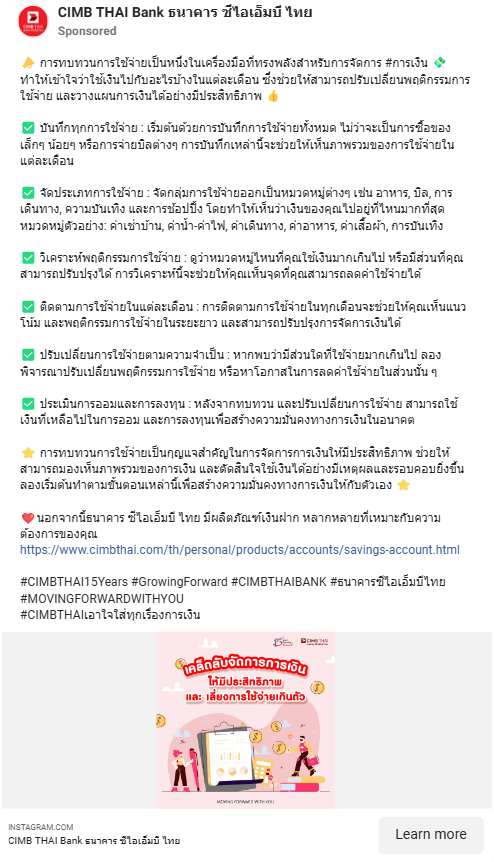 CIMB THAI Bank ธนาคาร ซีไอเอ็มบี ไทย
Sponsored
📣 การทบทวนการใช้จ่ายเป็นหนึ่งในเครื่องมือที่ทรงพลังสำหรับการจัดการ #การเงิน 💸
ทำให้เข้าใจว่าใช้เงินไปกับอะไรบ้างในแต่ละเดือน ซึ่งช่วยให้สามารถปรับเปลี่ยนพฤติกรรมการ
ใช้จ่าย และวางแผนการเงินได้อย่างมีประสิทธิภาพ 👍
✅ บันทึกทุกการใช้จ่าย : เริ่มต้นด้วยการบันทึกการใช้จ่ายทั้งหมด ไม่ว่าจะเป็นการซื้อของ
เล็กๆ น้อยๆ หรือการจ่ายบิลต่างๆ การบันทึกเหล่านี้จะช่วยให้เห็นภาพรวมของการใช้จ่ายใน
แต่ละเดือน
✅ จัดประเภทการใช้จ่าย : จัดกลุ่มการใช้จ่ายออกเป็นหมวดหมู่ต่างๆ เช่น อาหาร, บิล, การ
เดินทาง, ความบันเทิง และการช้อปปิ้ง โดยทำให้เห็นว่าเงินของคุณไปอยู่ที่ไหนมากที่สุด
หมวดหมู่ตัวอย่าง: ค่าเช่าบ้าน, ค่าน้ำ-ค่าไฟ, ค่าเดินทาง, ค่าอาหาร, ค่าเสื้อผ้า, การบันเทิง
✅ วิเคราะห์พฤติกรรมการใช้จ่าย : ดูว่าหมวดหมู่ไหนที่คุณใช้เงินมากเกินไป หรือมีส่วนที่คุณ
สามารถปรับปรุงได้ การวิเคราะห์นี้จะช่วยให้คุณเห็นจุดที่คุณสามารถลดค่าใช้จ่ายได้
✅ ติดตามการใช้จ่ายในแต่ละเดือน : การติดตามการใช้จ่ายในทุกเดือนจะช่วยให้คุณเห็นแนว
โน้ม และพฤติกรรมการใช้จ่ายในระยะยาว และสามารถปรับปรุงการจัดการเงินได้
✅ ปรับเปลี่ยนการใช้จ่ายตามความจำเป็น : หากพบว่ามีส่วนใดที่ใช้จ่ายมากเกินไป ลอง
พิจารณาปรับเปลี่ยนพฤติกรรมการใช้จ่าย หรือหาโอกาสในการลดค่าใช้จ่ายในส่วนนั้น ๆ
✅ ประเมินการออมและการลงทุน : หลังจากทบทวน และปรับเปลี่ยนการใช้จ่าย สามารถใช้
เงินที่เหลือไปในการออม และการลงทุนเพื่อสร้างความมั่นคงทางการเงินในอนาคต
⭐ การทบทวนการใช้จ่ายเป็นกุญแจสำคัญในการจัดการการเงินให้มีประสิทธิภาพ ช่วยให้
สามารถมองเห็นภาพรวมของการเงิน และตัดสินใจใช้เงินได้อย่างมีเหตุผลและรอบคอบยิ่งขึ้น
ลองเริ่มต้นทำตามขั้นตอนเหล่านี้เพื่อสร้างความมั่นคงทางการเงินให้กับตัวเอง ⭐
❤️นอกจากนี้ธนาคาร ซีไอเอ็มบี ไทย มีผลิตภัณฑ์เงินฝาก หลากหลายที่เหมาะกับความ
ต้องการของคุณ
https://www.cimbthai.com/th/personal/products/accounts/savings-account.html
#CIMBTHAI15Years #GrowingForward #CIMBTHAIBANK #ธนาคารซีไอเอ็มบีไทย
#MOVINGFORWARDWITHYOU
#CIMBTHAIเอาใจใส่ทุกเรื่องการเงิน
CIMB THAI
เคล็ดลับจัดการการเงิน
ให้มีประสิทธิภาพ
และ เลี่ยงการใช้จ่ายเกินตัว
MOVING FORWARD WITH YOU
INSTAGRAM.COM
CIMB THAI Bank ธนาคาร ซีไอเอ็มบี ไทย
Learn more